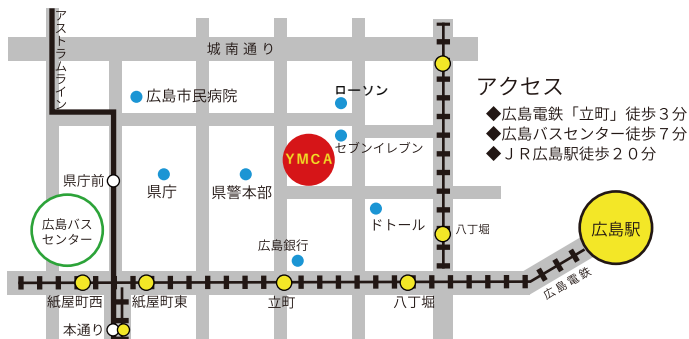 アストラムライン
城南通り
広島市民病院
ローソン
アクセス
◆広島電鉄「立町」徒歩3分
◆広島バスセンター徒歩7分
◆JR広島駅徒歩20分
セブンイレブン
YMCA
県庁前
県庁
県警本部
広島バス
センター
ドトール
八丁堀
広島駅
広島銀行
広島電鉄
紙屋町西
紙屋町東
立町
八丁堀
本通り